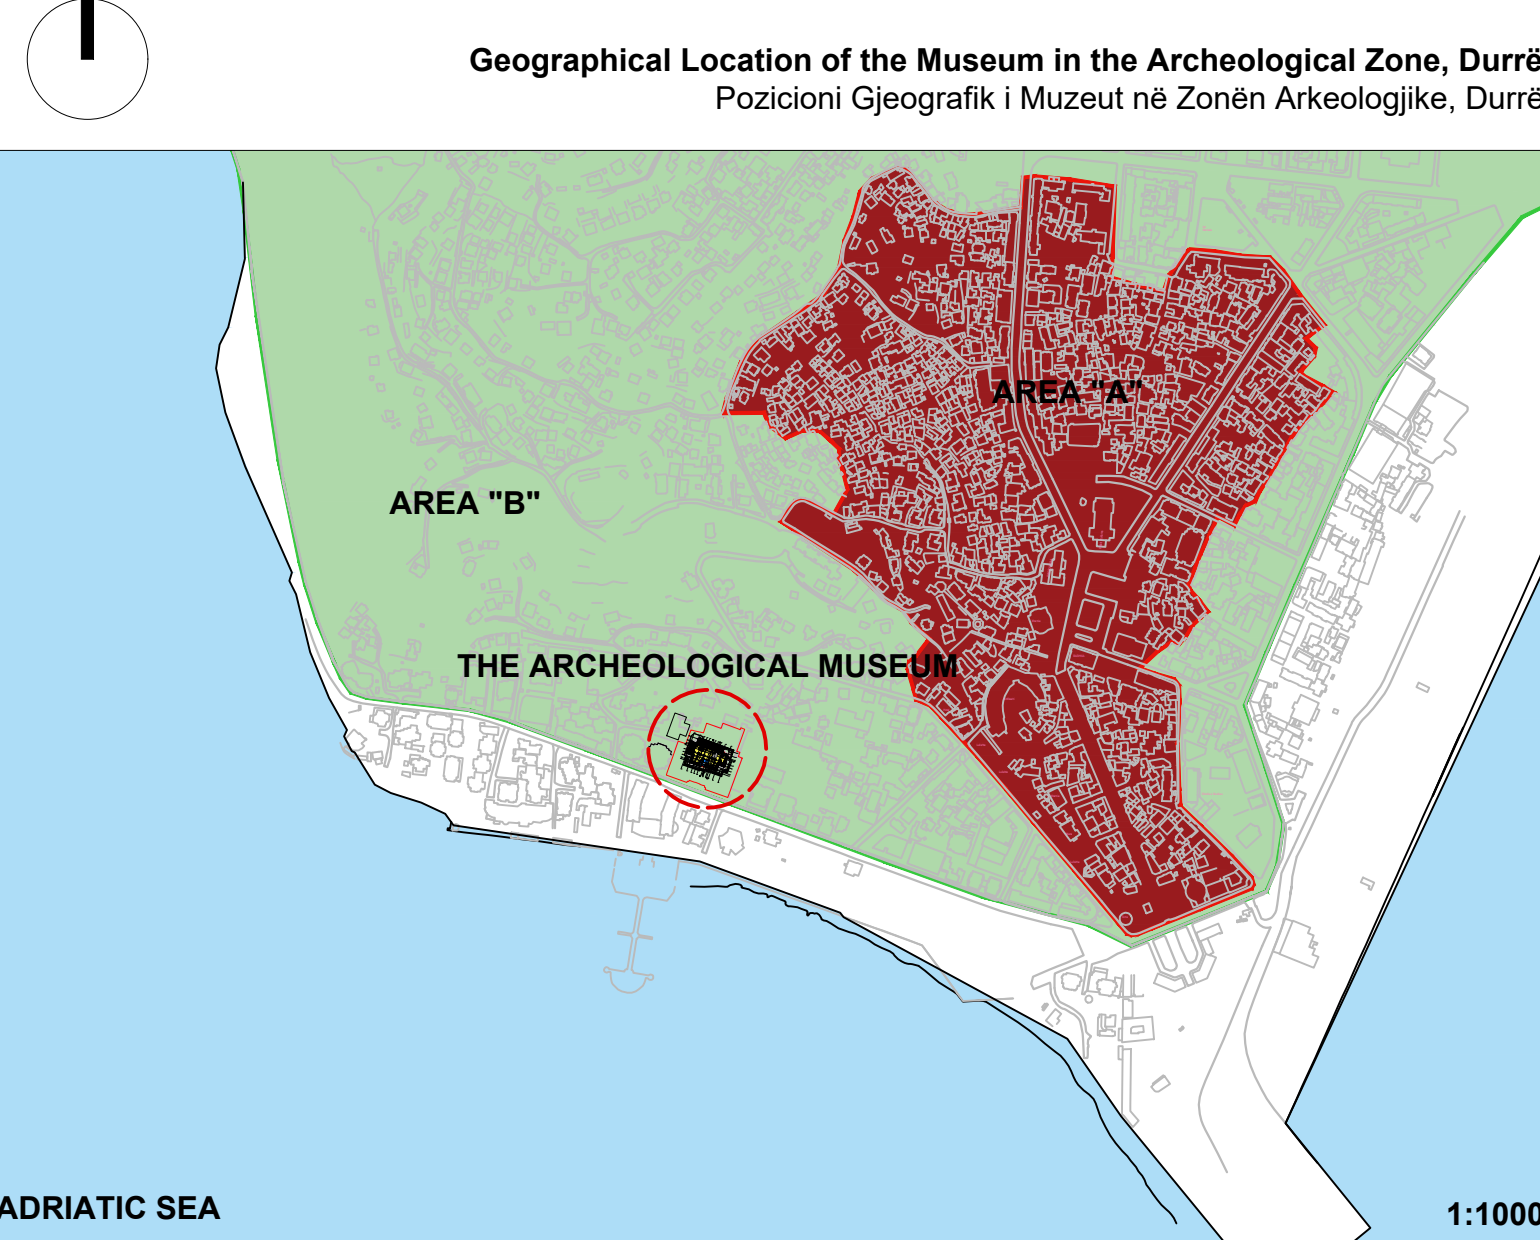 Geographical Location of the Museum in the Archeological Zone, Durrë
Pozicioni Gjeografik i Muzeut në Zonën Arkeologjike, Durrë
AREA "A"
AREA "B"
THE ARCHEOLOGICAL MUSEUM
ADRIATIC SEA
1:1000